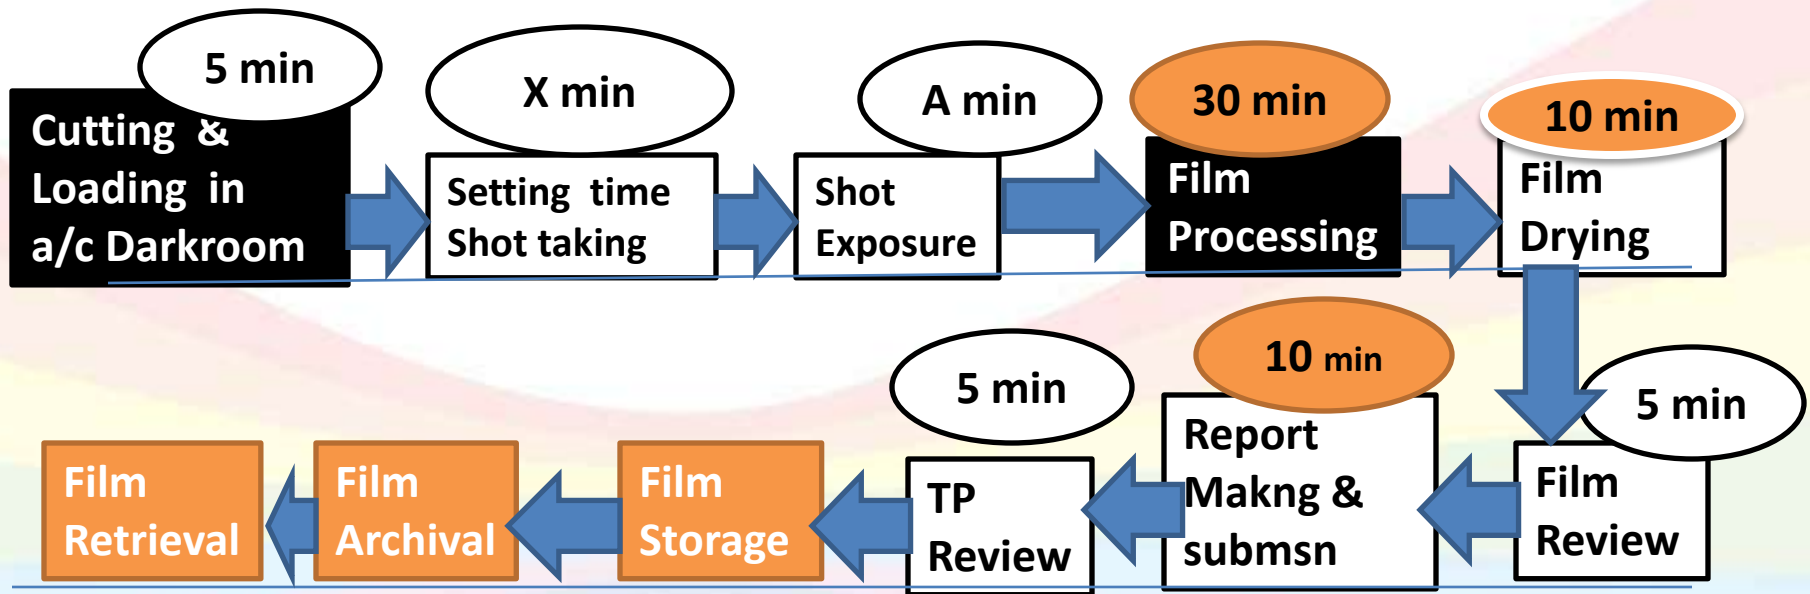 5 min
Cutting &
Loading in
a/c Darkroom
X min
Setting time
Shot taking
A min
Shot
Exposure
30 min
Film
Processing
10 min
Film
Drying
5 min
Film
Review
10 min
Report
Makng &
submsn
5 min
TP
Review
Film
Storage
Film
Archival
Film
Retrieval